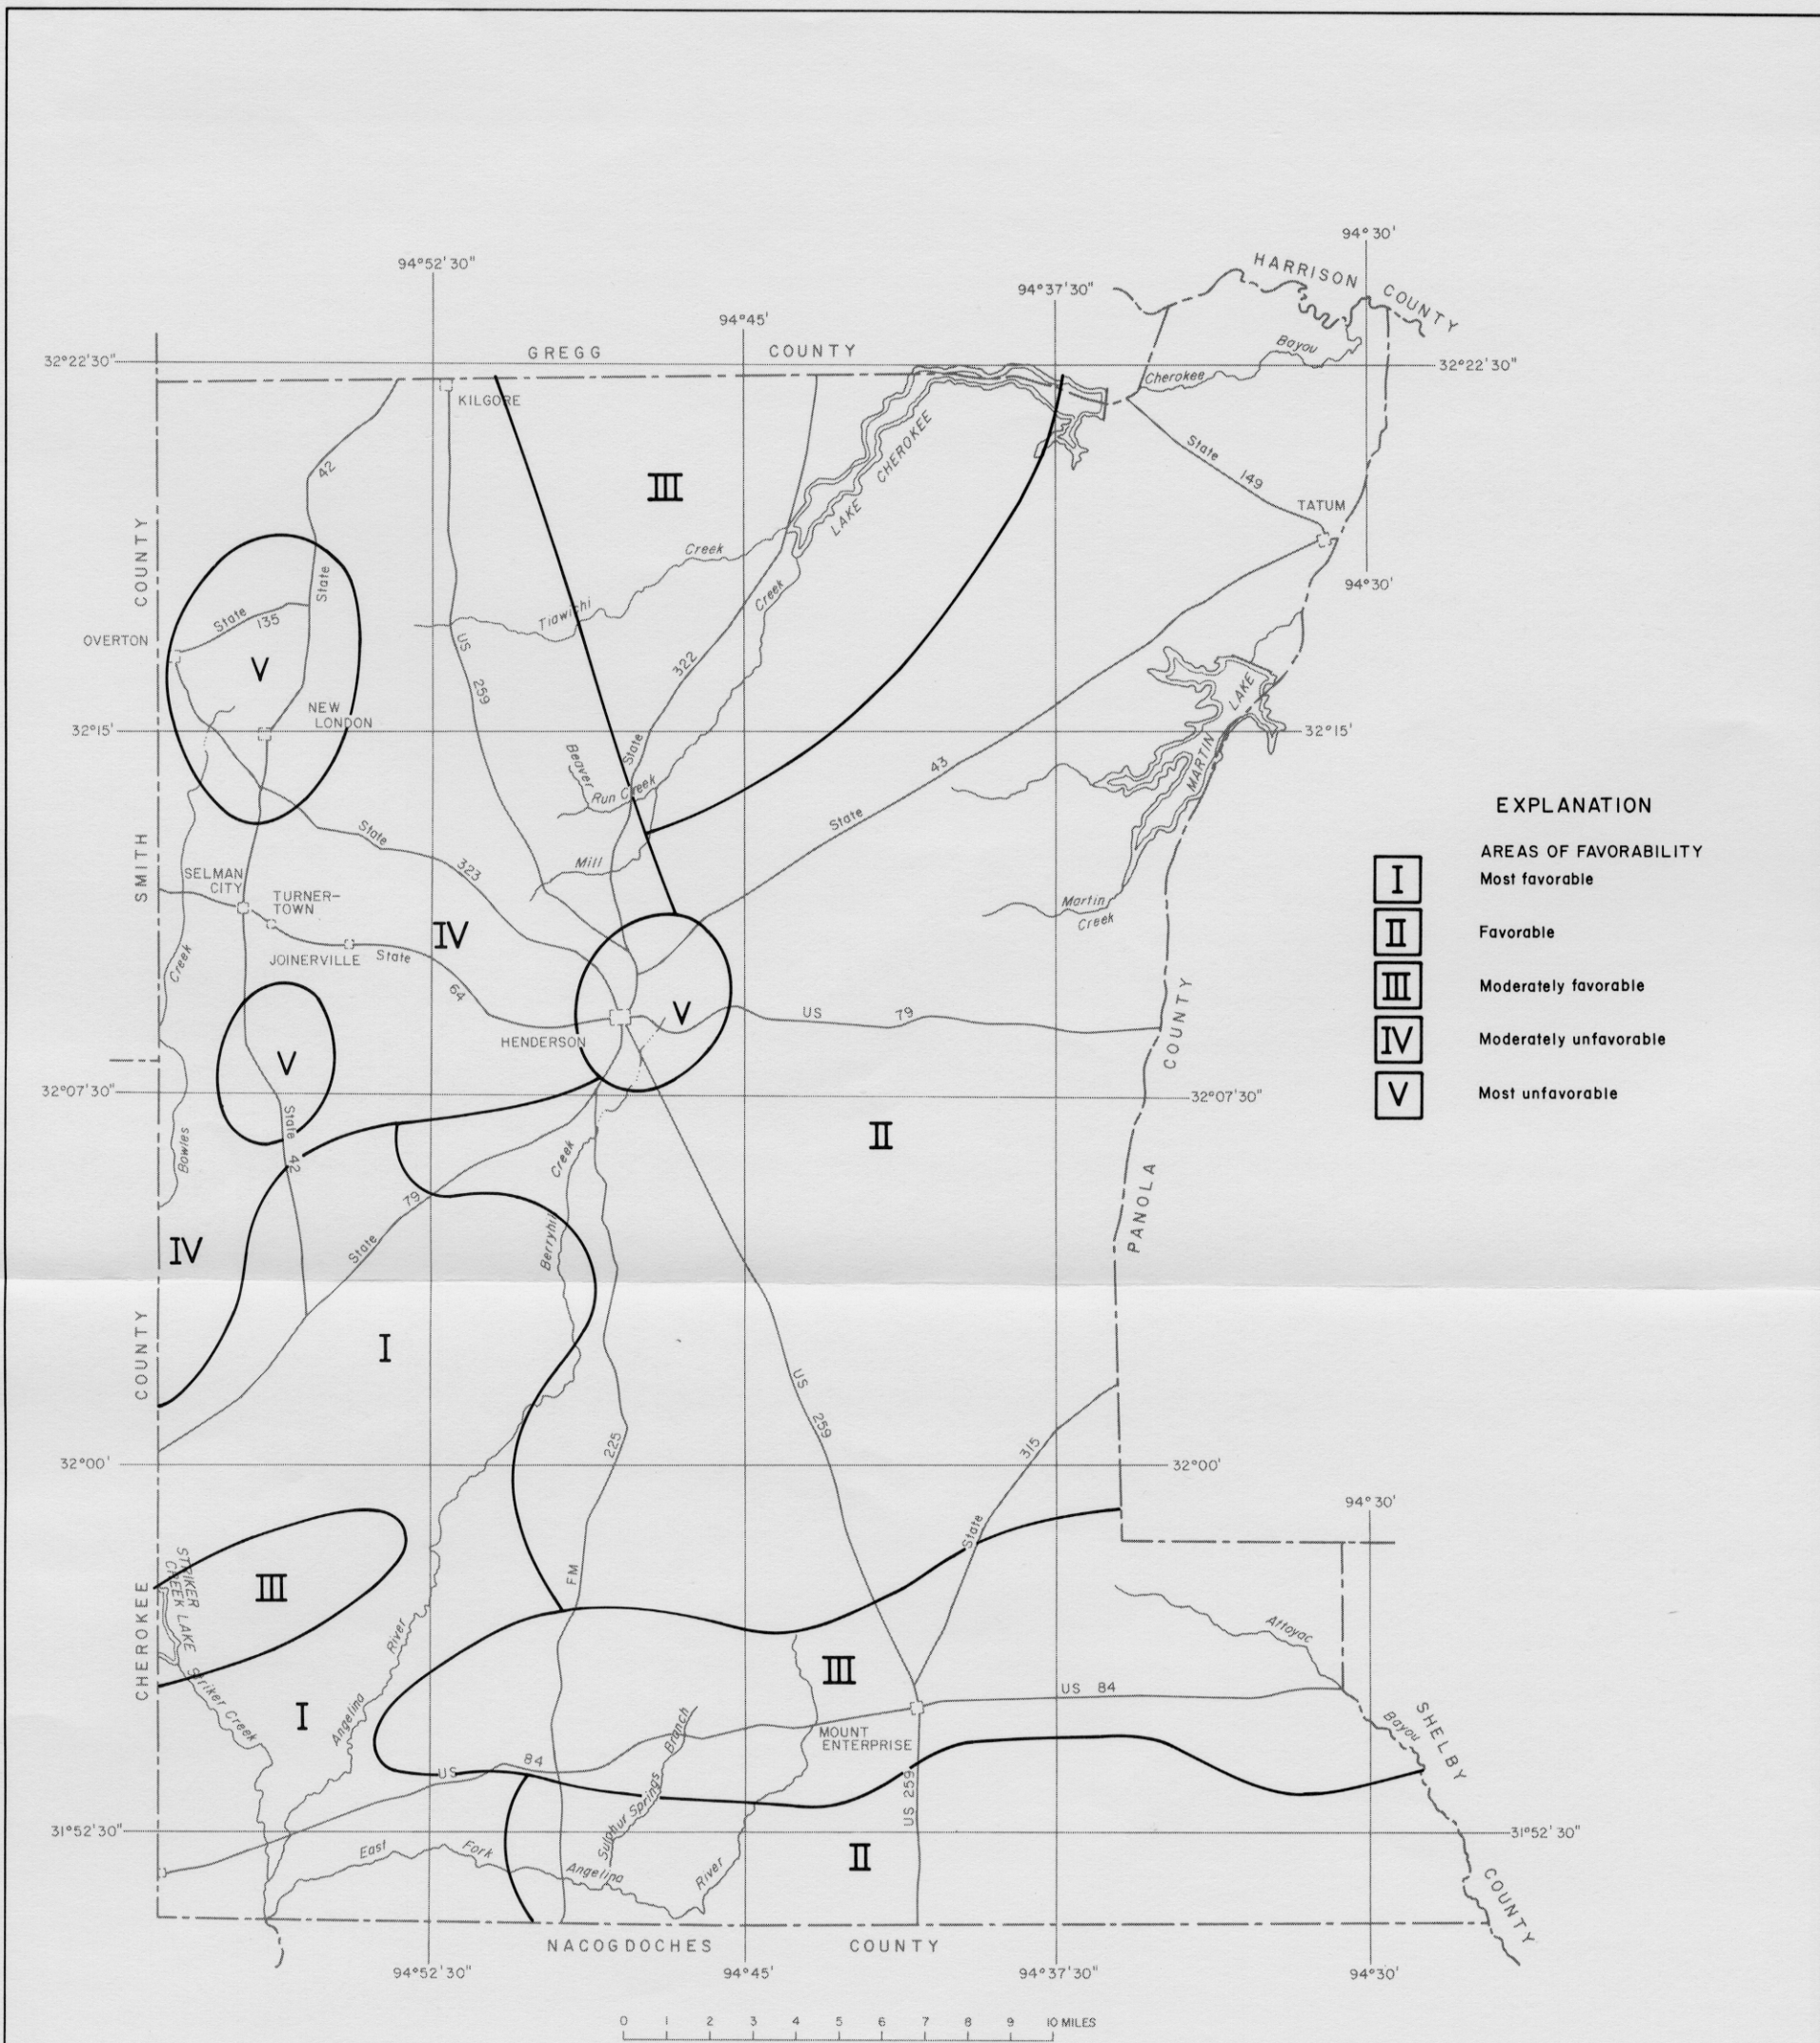 94°30'
HARRISON COUNTY
94°52'30"
94°37'30"
94°45'
GREGG COUNTY
Bayou
32°22'30"
32°22'30"
Cherokee
KILGORE
42
III
LAKE CHEROKEE
State 149
TATUM
COUNTY
Creek
State
94°30'
Creek
Tiawichi
State 135
OVERTON
US 259
322
V
NEW
LONDON
LAKE
32°15'
32°15'
State
Beaver
Run Creek
43
MARTIN
EXPLANATION
State
SMITH
State 323
Mill
AREAS OF FAVORABILITY
I Most favorable
SELMAN
CITY
TURNER-
TOWN
Martin
Creek
II Favorable
IV
JOINERVILLE State
Creek
III Moderately favorable
64
V
US 79
HENDERSON
COUNTY
IV Moderately unfavorable
V
32°07'30"
32°07'30"
V Most unfavorable
State 42
Bowles
II
Creek
79
PANOLA
IV
State
Berryhill
COUNTY
I
US 259
225
315
32°00'
32°00'
94°30'
State
STRIKER
CREEK LAKE
FM
III
CHEROKEE
River
Attoyac
III
Striker Creek
US 84
I
Angelina
Branch
MOUNT
ENTERPRISE
Bayou
SHELBY
US 84
Sulphur Springs
US 259
31°52'30"
31°52'30"
East Fork
II
Angelina
River
COUNTY
NACOGDOCHES COUNTY
94°52'30"
94°45'
94°37'30"
94°30'
0 1 2 3 4 5 6 7 8 9 10 MILES